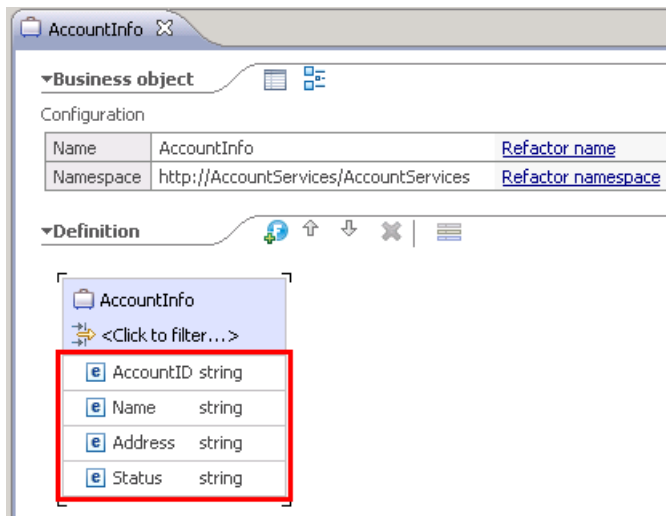 AccountInfo
Business object
Configuration
Name AccountInfo Refactor name
Namespace http://AccountServices/AccountServices Refactor namespace
Definition
AccountInfo
<Click to filter...>
e AccountID string
e Name string
e Address string
e Status string